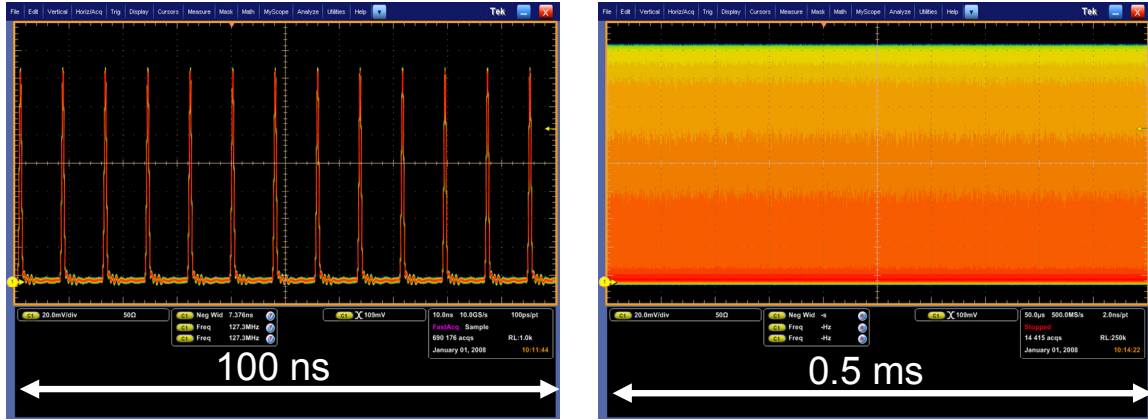 File Edit Vertical Horiz/Acq Trig Display Cursors Measure Mask Math MyScope Analyze Utilities Help Tek X
1
C1 20.0mV/div 50Ω
C1 Neg Wid 7.376ns
C1 Freq 127.3MHz
C1 Freq 127.3MHz
C1 109mV
10.0ns 10.0GS/s 100ps/pt
FastAcq Sample
690 176 acqs RL:1.0k
January 01, 2008 10:11:44
100 ns
File Edit Vertical Horiz/Acq Trig Display Cursors Measure Mask Math MyScope Analyze Utilities Help Tek X
1
C1 20.0mV/div 50Ω
C1 Neg Wid -s
C1 Freq -Hz
C1 Freq -Hz
C1 109mV
50.0µs 500.0MS/s 2.0ns/pt
Stopped
14 415 acqs RL:250k
January 01, 2008 10:14:22
0.5 ms